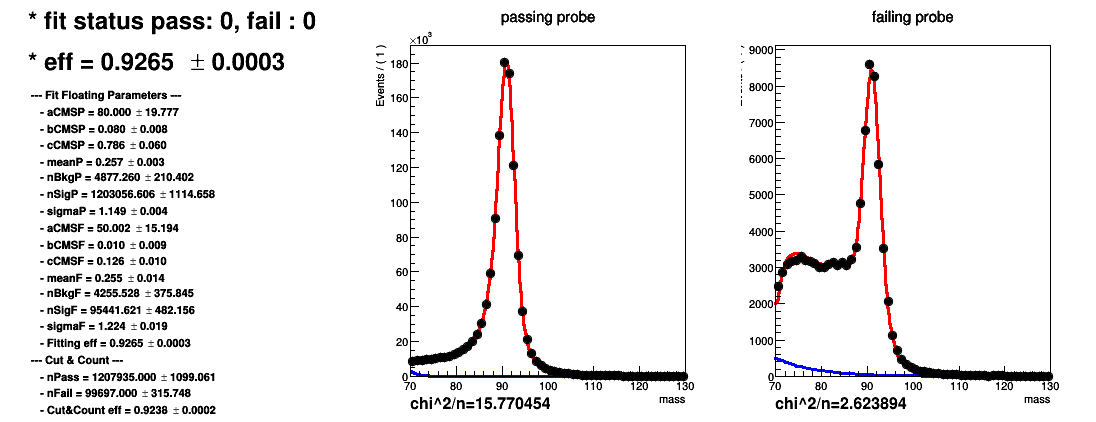 * fit status pass: 0, fail : 0
* eff = 0.9265 ± 0.0003
--- Fit Floating Parameters ---
- aCMSP = 80.000 ± 19.777
- bCMSP = 0.080 ± 0.008
- cCMSP = 0.786 ± 0.060
- meanP = 0.257 ± 0.003
- nBkgP = 4877.260 ± 210.402
- nSigP = 1203056.606 ± 1114.658
- sigmaP = 1.149 ± 0.004
- aCMSF = 50.002 ± 15.194
- bCMSF = 0.010 ± 0.009
- cCMSF = 0.126 ± 0.010
- meanF = 0.255 ± 0.014
- nBkgF = 4255.528 ± 375.845
- nSigF = 95441.621 ± 482.156
- sigmaF = 1.224 ± 0.019
- Fitting eff = 0.9265 ± 0.0003
--- Cut & Count ---
- nPass = 1207935.000 ± 1099.061
- nFail = 99697.000 ± 315.748
- Cut&Count eff = 0.9238 ± 0.0002
passing probe
×10³
Events / ( 1 )
180
160
140
120
100
80
60
40
20
0
70 80 90 100 110 120 130
mass
chi^2/n=15.770454
failing probe
9000
8000
7000
6000
5000
4000
3000
2000
1000
0
70 80 90 100 110 120 130
mass
chi^2/n=2.623894